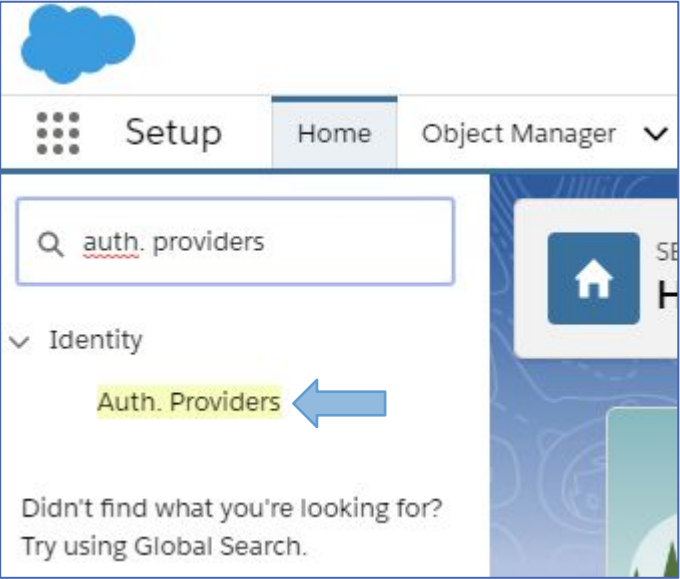 Setup
Home
Object Manager
auth. providers
Identity
Auth. Providers
Didn't find what you're looking for?
Try using Global Search.